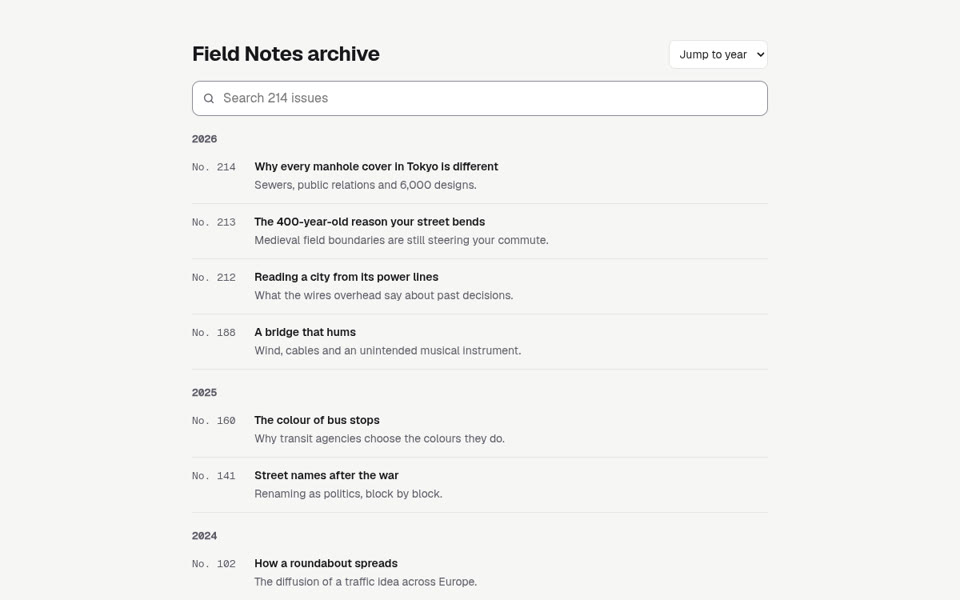 Field Notes archive
Jump to year
Search 214 issues
2026
No. 214 Why every manhole cover in Tokyo is different
Sewers, public relations and 6,000 designs.
No. 213 The 400-year-old reason your street bends
Medieval field boundaries are still steering your commute.
No. 212 Reading a city from its power lines
What the wires overhead say about past decisions.
No. 188 A bridge that hums
Wind, cables and an unintended musical instrument.
2025
No. 160 The colour of bus stops
Why transit agencies choose the colours they do.
No. 141 Street names after the war
Renaming as politics, block by block.
2024
No. 102 How a roundabout spreads
The diffusion of a traffic idea across Europe.